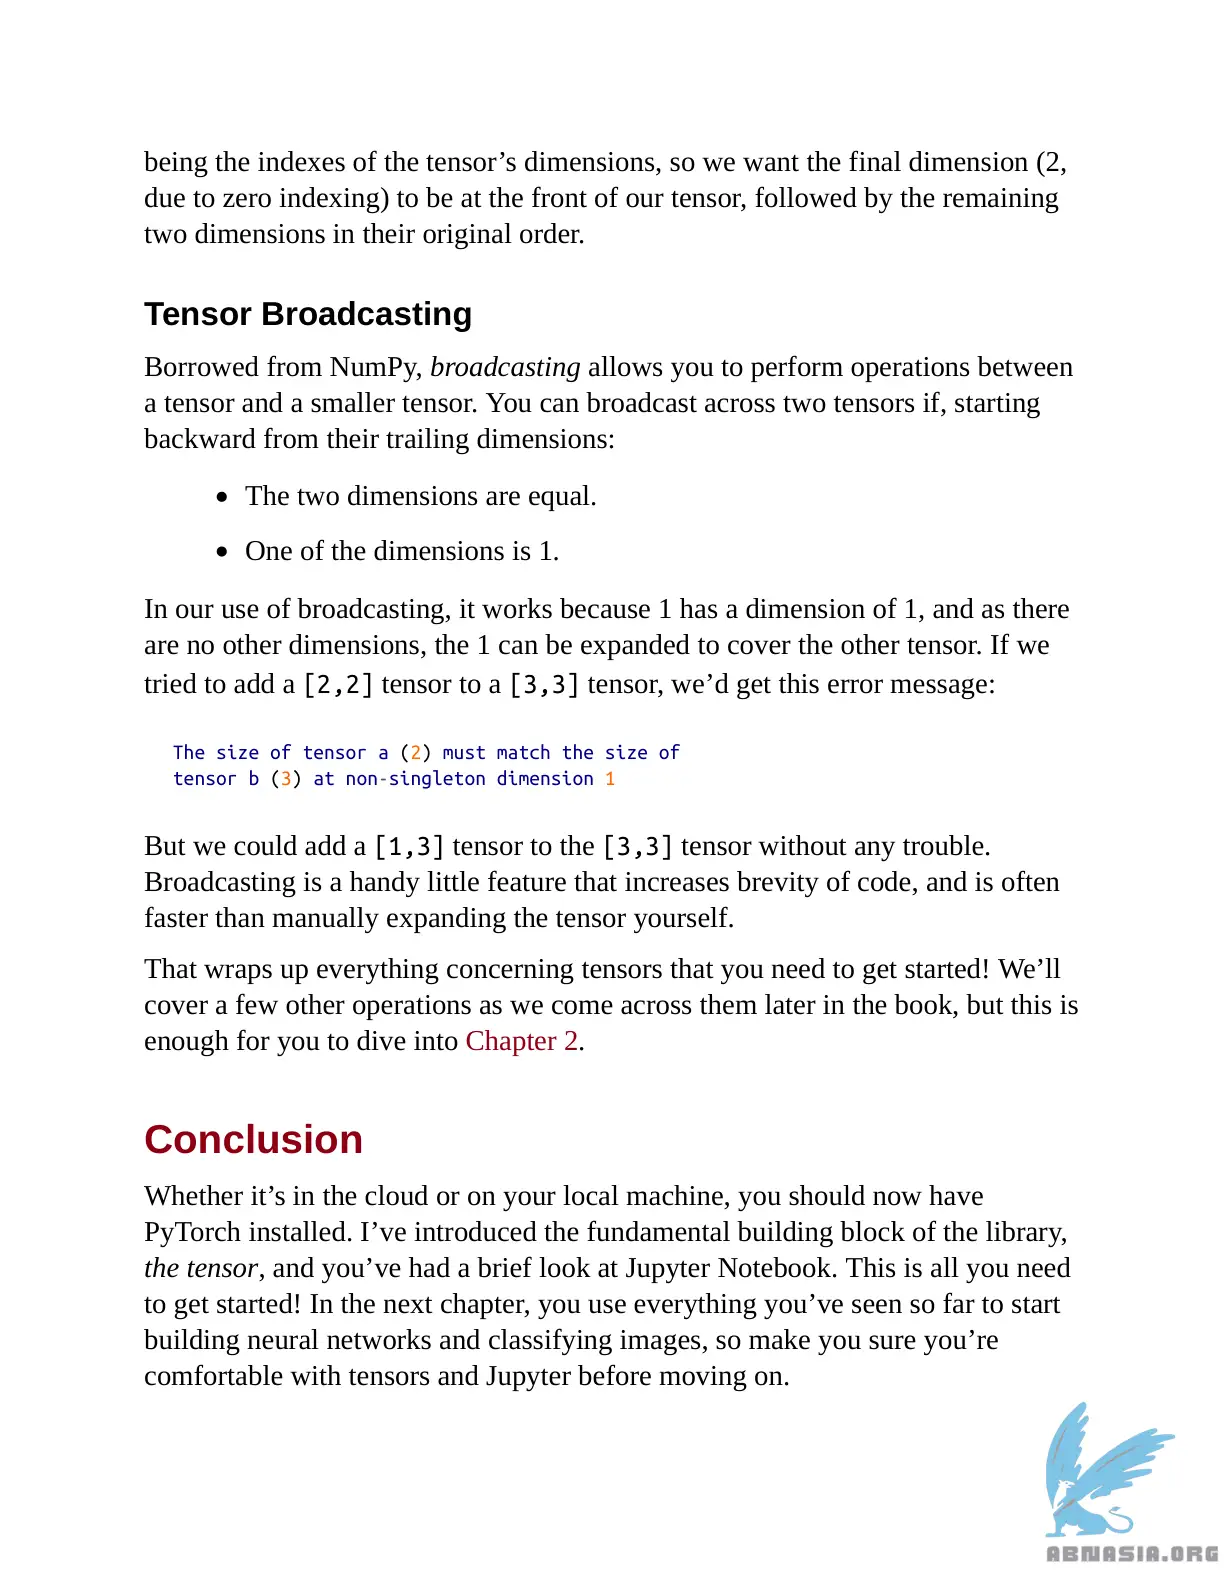 being the indexes of the tensor’s dimensions, so we want the final dimension (2,
due to zero indexing) to be at the front of our tensor, followed by the remaining
two dimensions in their original order.
Tensor Broadcasting
Borrowed from NumPy, broadcasting allows you to perform operations between
a tensor and a smaller tensor. You can broadcast across two tensors if, starting
backward from their trailing dimensions:
● The two dimensions are equal.
● One of the dimensions is 1.
In our use of broadcasting, it works because 1 has a dimension of 1, and as there
are no other dimensions, the 1 can be expanded to cover the other tensor. If we
tried to add a [2,2] tensor to a [3,3] tensor, we’d get this error message:
The size of tensor a (2) must match the size of
tensor b (3) at non-singleton dimension 1
But we could add a [1,3] tensor to the [3,3] tensor without any trouble.
Broadcasting is a handy little feature that increases brevity of code, and is often
faster than manually expanding the tensor yourself.
That wraps up everything concerning tensors that you need to get started! We’ll
cover a few other operations as we come across them later in the book, but this is
enough for you to dive into Chapter 2.
Conclusion
Whether it’s in the cloud or on your local machine, you should now have
PyTorch installed. I’ve introduced the fundamental building block of the library,
the tensor, and you’ve had a brief look at Jupyter Notebook. This is all you need
to get started! In the next chapter, you use everything you’ve seen so far to start
building neural networks and classifying images, so make you sure you’re
comfortable with tensors and Jupyter before moving on.
ABNASIA.ORG